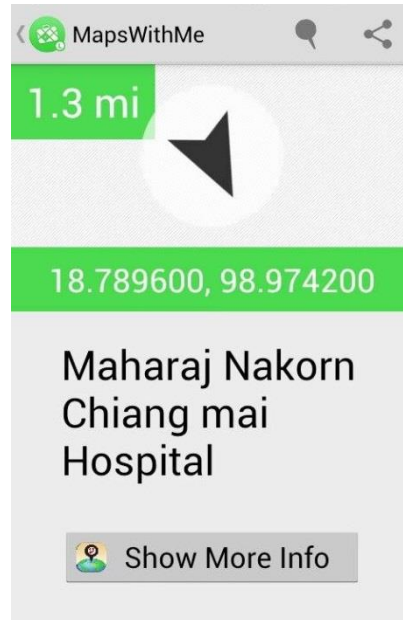 MapsWithMe
1.3 mi
18.789600, 98.974200
Maharaj Nakorn
Chiang mai
Hospital
Show More Info